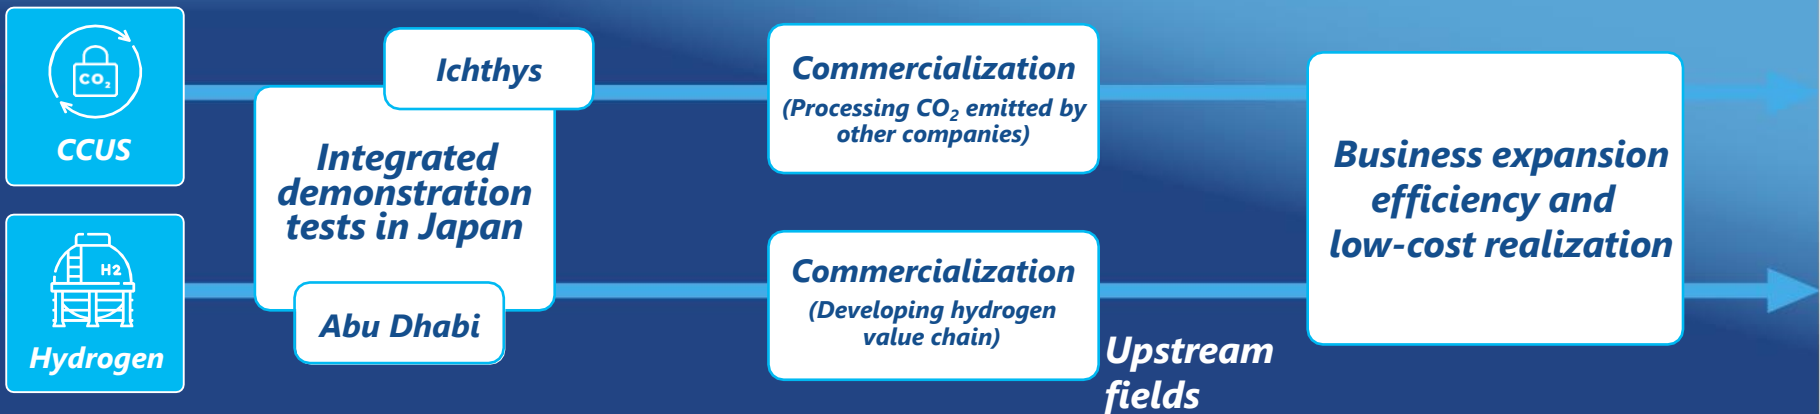 CO₂
CCUS
Ichthys
Integrated
demonstration
tests in Japan
Commercialization
(Processing CO₂ emitted by
other companies)
Business expansion
efficiency and
low-cost realization
H2
Hydrogen
Abu Dhabi
Commercialization
(Developing hydrogen
value chain)
Upstream
fields